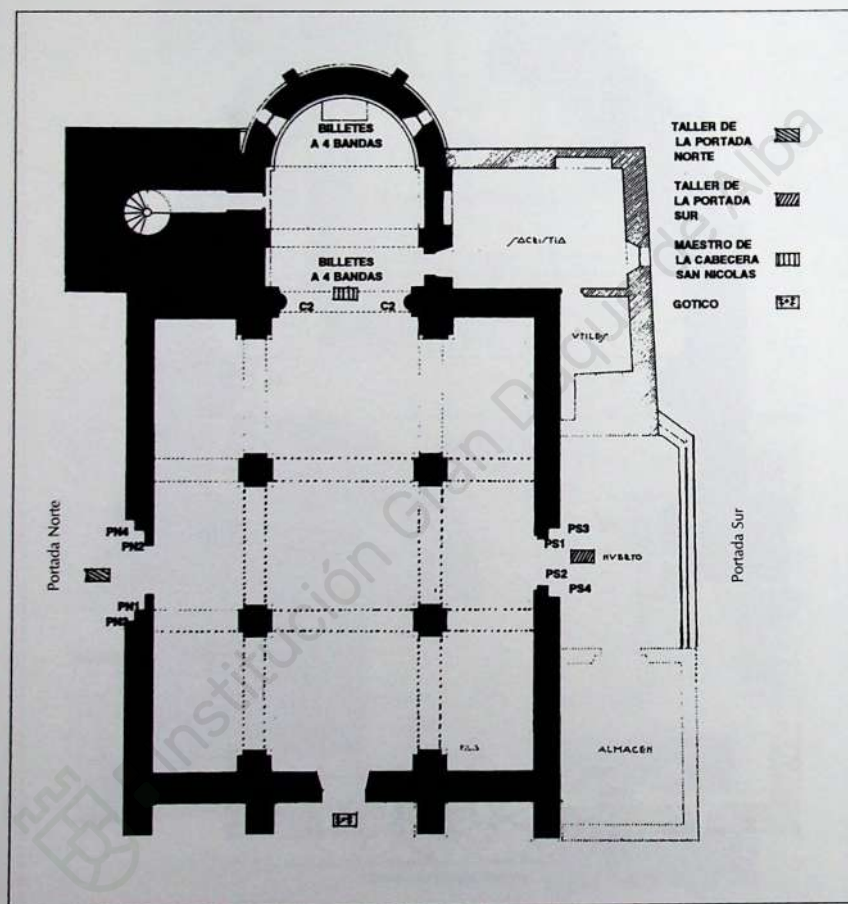 BILLETES
A 4 BANDAS
TALLER DE
LA PORTADA
NORTE
TALLER DE
LA PORTADA
SUR
MAESTRO DE
LA CABECERA
SAN NICOLAS
GOTICO
SACRISTIA
BILLETES
A 4 BANDAS
C2 C2
UTILES
Portada Norte
PN4
PN2
PN1
PS3
PS1
HUERTO
PS2
PS4
Portada Sur
ALMACEN
Institución Gran Duque de Alba